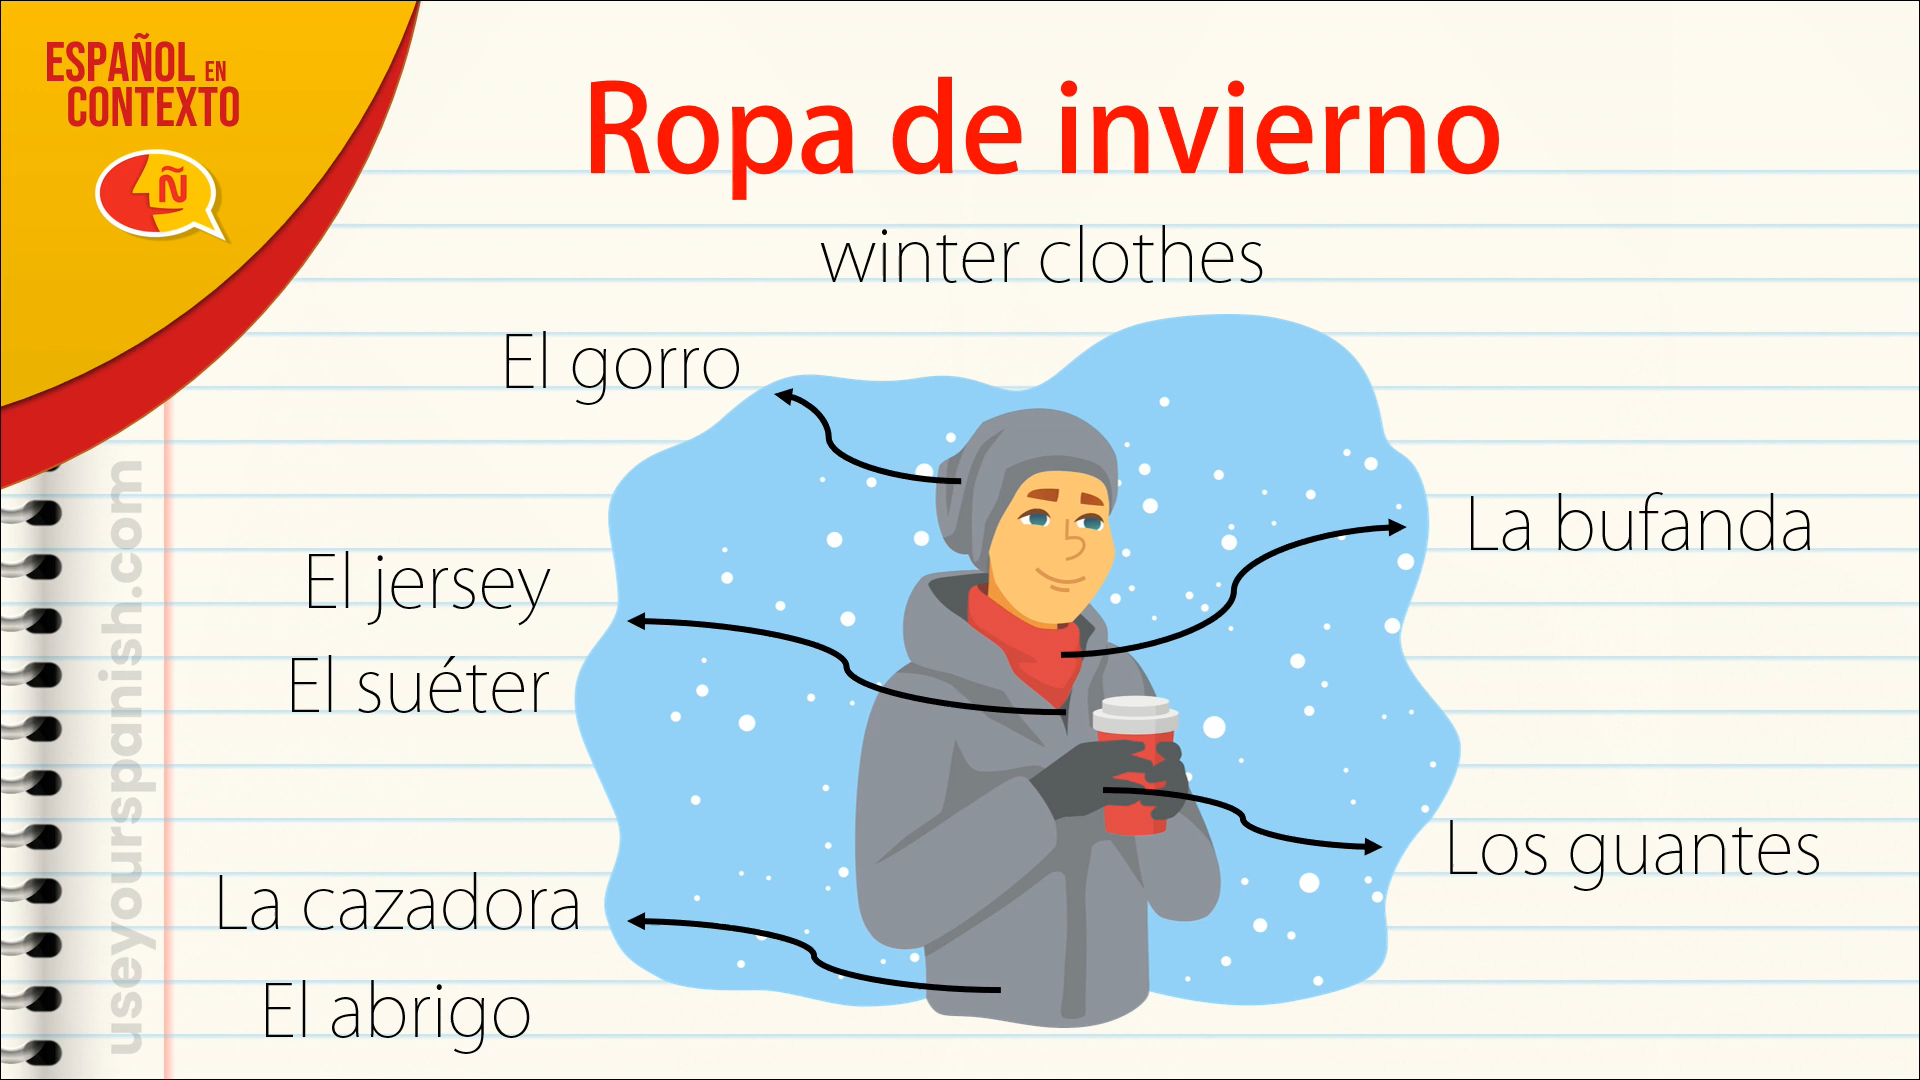 ESPAÑOL EN
CONTEXTO
Ñ
Ropa de invierno
winter clothes
El gorro
La bufanda
El jersey
El suéter
Los guantes
La cazadora
El abrigo
useyourspanish.com